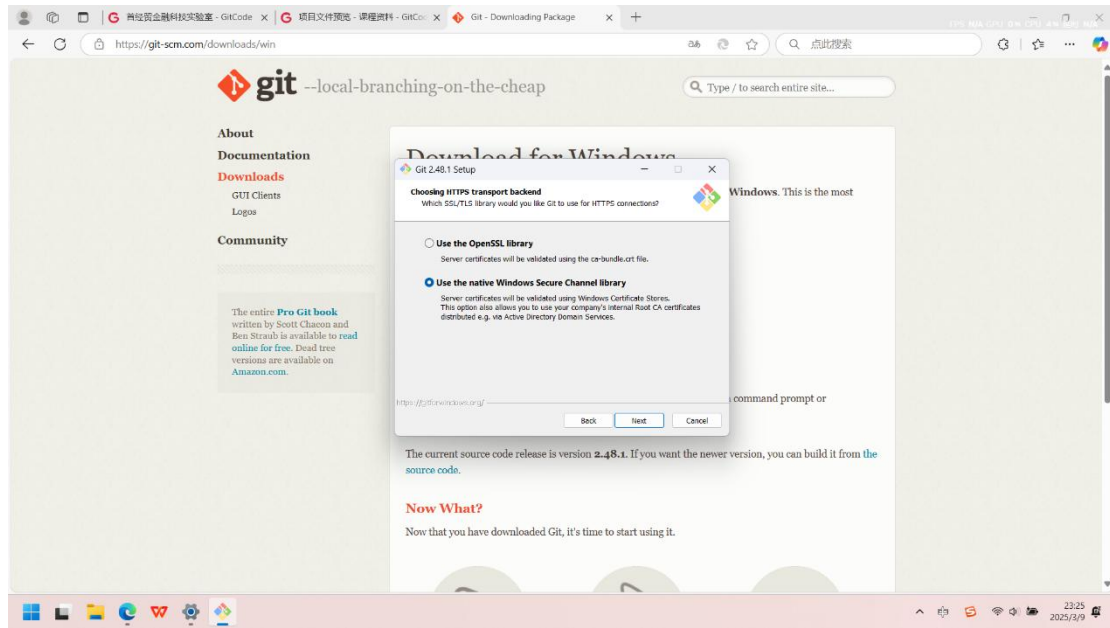 首经贸金融科技实验室 - GitCode
项目文件预览 - 课程资料 - GitCo
Git - Downloading Package
https://git-scm.com/downloads/win
点此搜索
git --local-branching-on-the-cheap
Type / to search entire site...
About
Documentation
Downloads
GUI Clients
Logos
Community
The entire Pro Git book
written by Scott Chacon and
Ben Straub is available to read
online for free. Dead tree
versions are available on
Amazon.com.
Download for Windows
Windows. This is the most
Git 2.48.1 Setup
Choosing HTTPS transport backend
Which SSL/TLS library would you like Git to use for HTTPS connections?
Use the OpenSSL library
Server certificates will be validated using the ca-bundle.crt file.
Use the native Windows Secure Channel library
Server certificates will be validated using Windows Certificate Stores.
This option also allows you to use your company's internal Root CA certificates
distributed e.g. via Active Directory Domain Services.
https://gitforwindows.org/
Back Next Cancel
command prompt or
The current source code release is version 2.48.1. If you want the newer version, you can build it from the
source code.
Now What?
Now that you have downloaded Git, it's time to start using it.
23:25
2025/3/9